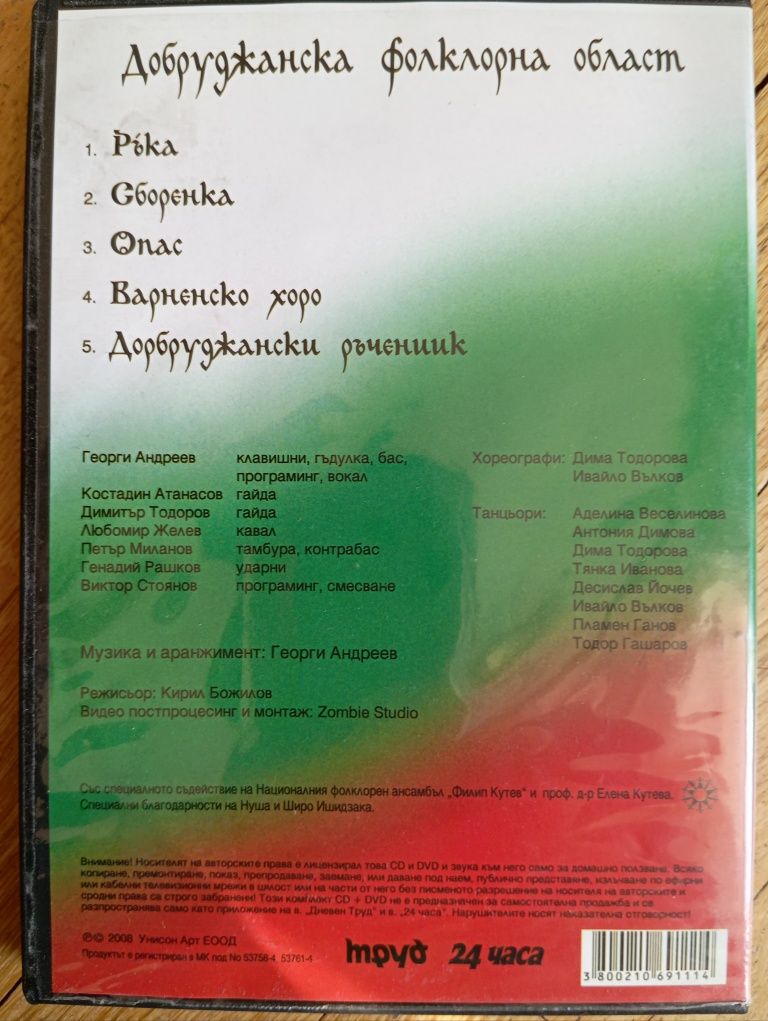 Добруджанска фолклорна област
1. Ръка
2. Сборенка
3. Опас
4. Варненско хоро
5. Дорбруджански ръченик
Георги Андреев клавишни, гъдулка, бас,
програминг, вокал
Костадин Атанасов гайда
Димитър Тодоров гайда
Любомир Желев кавал
Петър Миланов тамбура, контрабас
Генадий Рашков ударни
Виктор Стоянов програминг, смесване
Хореографи: Дима Тодорова
Ивайло Вълков
Танцьори: Аделина Веселинова
Антония Димова
Дима Тодорова
Тянка Иванова
Десислав Йочев
Ивайло Вълков
Пламен Ганов
Тодор Гашаров
Музика и аранжимент: Георги Андреев
Режисьор: Кирил Божилов
Видео постпроцесинг и монтаж: Zombie Studio
Със специалното съдействие на Националния фолклорен ансамбъл „Филип Кутев" и проф. д-р Елена Кутева.
Специални благодарности на Нуша и Широ Ишидзака.
Внимание! Носителят на авторските права е лицензирал това CD и DVD и звука към него само за домашно ползване. Всяко
копиране, премонтиране, показ, препродаване, заемане, или даване под наем, публично представяне, излъчване по ефирни
или кабелни телевизионни мрежи в цялост или на части от него без писменото разрешение на носителя на авторските и
сродни права са строго забранени! Този комплокт CD + DVD не е предназначен за самостоятелна продажба и се
разпространява само като приложение на в. „Дневен Труд" и в. „24 часа". Нарушителите носят наказателна отговорност!
℗© 2008 Унисон Арт ЕООД
Продуктът е регистриран в МК под No 53758-4 53761-4
труд 24 часа
3 800210 691114